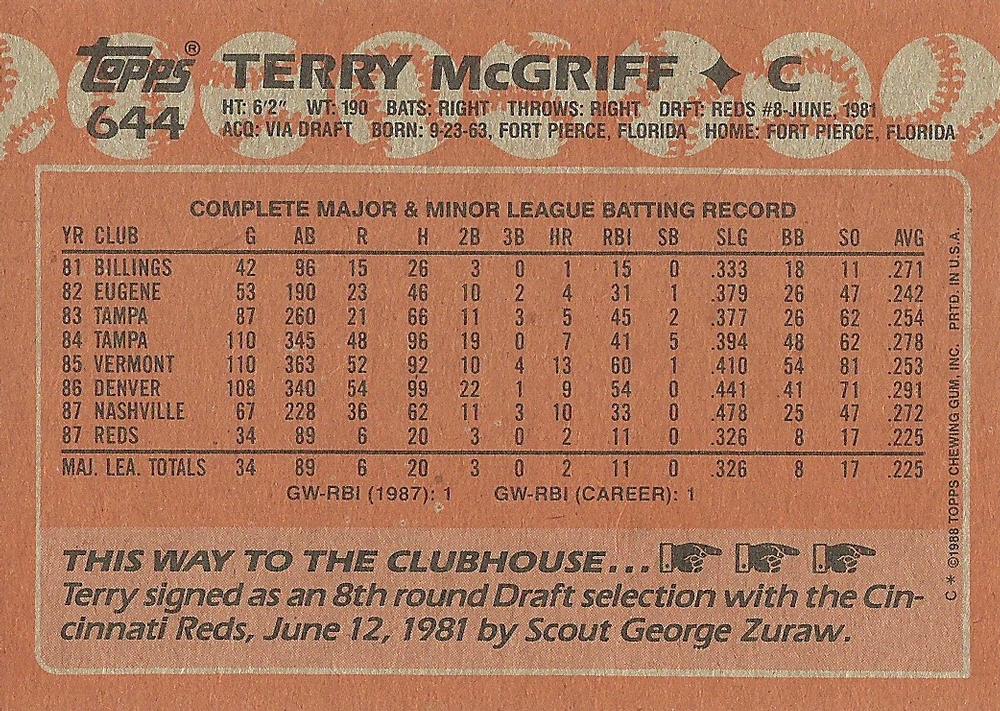 topps® TERRY McGRIFF ✦ C
644 HT: 6'2" WT: 190 BATS: RIGHT THROWS: RIGHT DRFT: REDS #8-JUNE, 1981
ACQ: VIA DRAFT BORN: 9-23-63, FORT PIERCE, FLORIDA HOME: FORT PIERCE, FLORIDA
COMPLETE MAJOR & MINOR LEAGUE BATTING RECORD
YR CLUB G AB R H 2B 3B HR RBI SB SLG BB SO AVG
81 BILLINGS 42 96 15 26 3 0 1 15 0 .333 18 11 .271
82 EUGENE 53 190 23 46 10 2 4 31 1 .379 26 47 .242
83 TAMPA 87 260 21 66 11 3 5 45 2 .377 26 62 .254
84 TAMPA 110 345 48 96 19 0 7 41 5 .394 48 62 .278
85 VERMONT 110 363 52 92 10 4 13 60 1 .410 54 81 .253
86 DENVER 108 340 54 99 22 1 9 54 0 .441 41 71 .291
87 NASHVILLE 67 228 36 62 11 3 10 33 0 .478 25 47 .272
87 REDS 34 89 6 20 3 0 2 11 0 .326 8 17 .225
MAJ. LEA. TOTALS 34 89 6 20 3 0 2 11 0 .326 8 17 .225
GW-RBI (1987): 1 GW-RBI (CAREER): 1
THIS WAY TO THE CLUBHOUSE...
Terry signed as an 8th round Draft selection with the Cin-
cinnati Reds, June 12, 1981 by Scout George Zuraw.
C * ©1988 TOPPS CHEWING GUM, INC. PRTD. IN U.S.A.